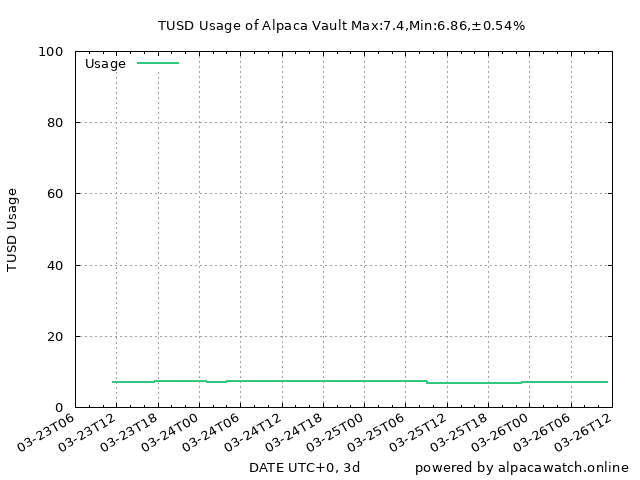 TUSD Usage of Alpaca Vault Max:7.4,Min:6.86,±0.54%
Usage
TUSD Usage
100
80
60
40
20
0
03-23T06
03-23T12
03-23T18
03-24T00
03-24T06
03-24T12
03-24T18
03-25T00
03-25T06
03-25T12
03-25T18
03-26T00
03-26T06
03-26T12
DATE UTC+0, 3d
powered by alpacawatch.online